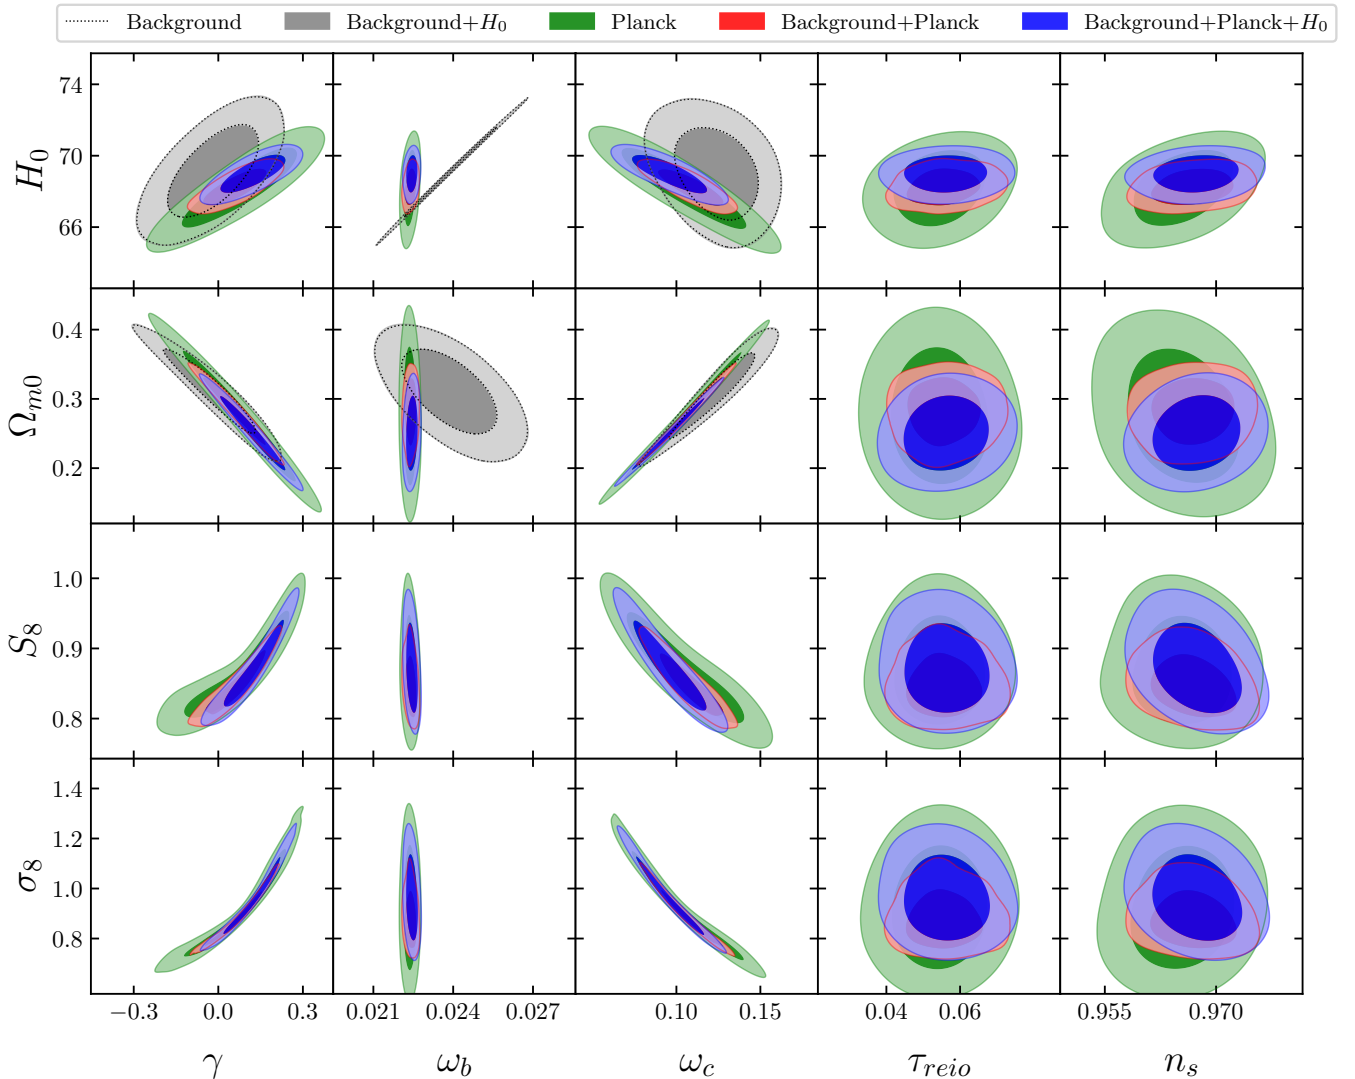 Background Background+H₀ Planck Background+Planck Background+Planck+H₀
74
70
66
H₀
0.4
0.3
0.2
Ωₘ₀
1.0
0.9
0.8
S₈
1.4
1.2
1.0
0.8
σ₈
−0.3 0.0 0.3 0.021 0.024 0.027 0.10 0.15 0.04 0.06 0.955 0.970
γ ω_b ω_c τ_reio n_s